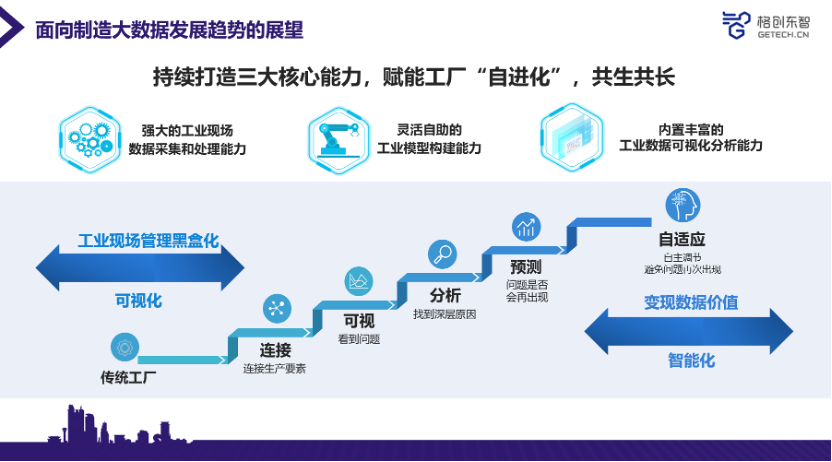 面向制造大数据发展趋势的展望
格创东智
GETECH.CN
持续打造三大核心能力，赋能工厂“自进化”，共生共长
强大的工业现场
数据采集和处理能力
灵活自助的
工业模型构建能力
内置丰富的
工业数据可视化分析能力
工业现场管理黑盒化
可视化
传统工厂
连接
连接生产要素
可视
看到问题
分析
找到深层原因
预测
问题是否
会再出现
自适应
自主调节
避免问题再次出现
变现数据价值
智能化